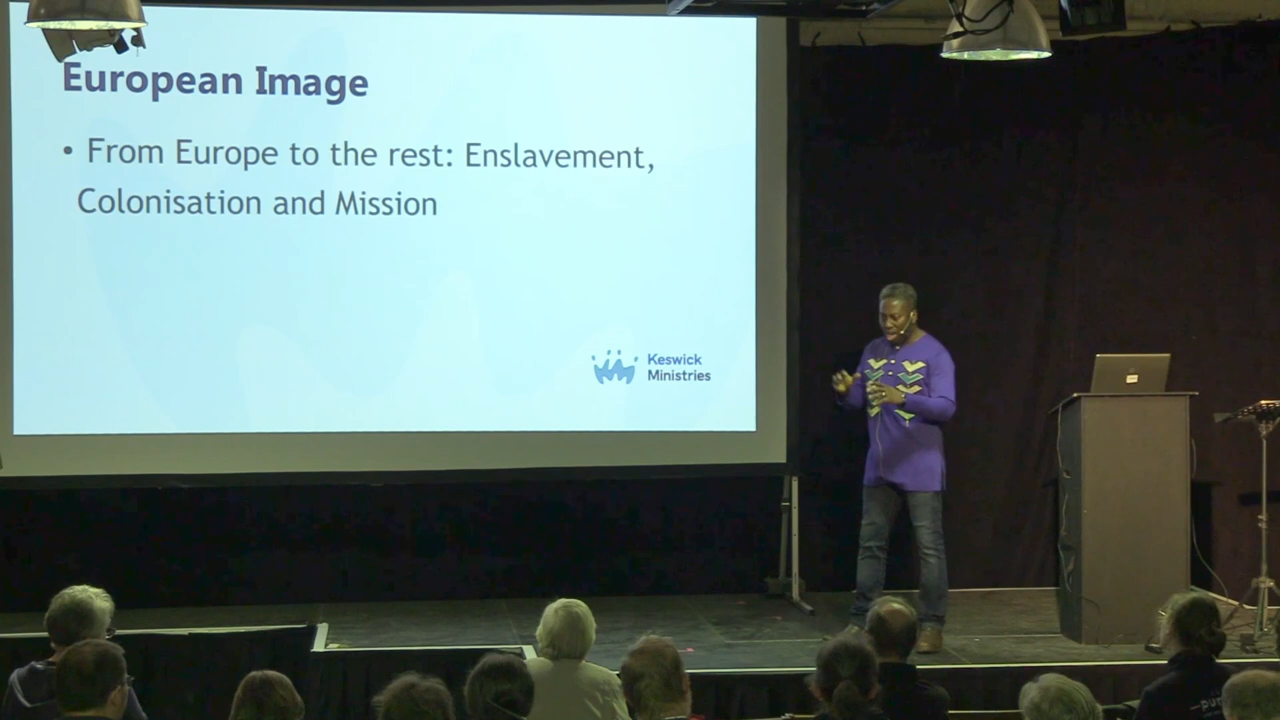 European Image
• From Europe to the rest: Enslavement,
Colonisation and Mission
Keswick
Ministries